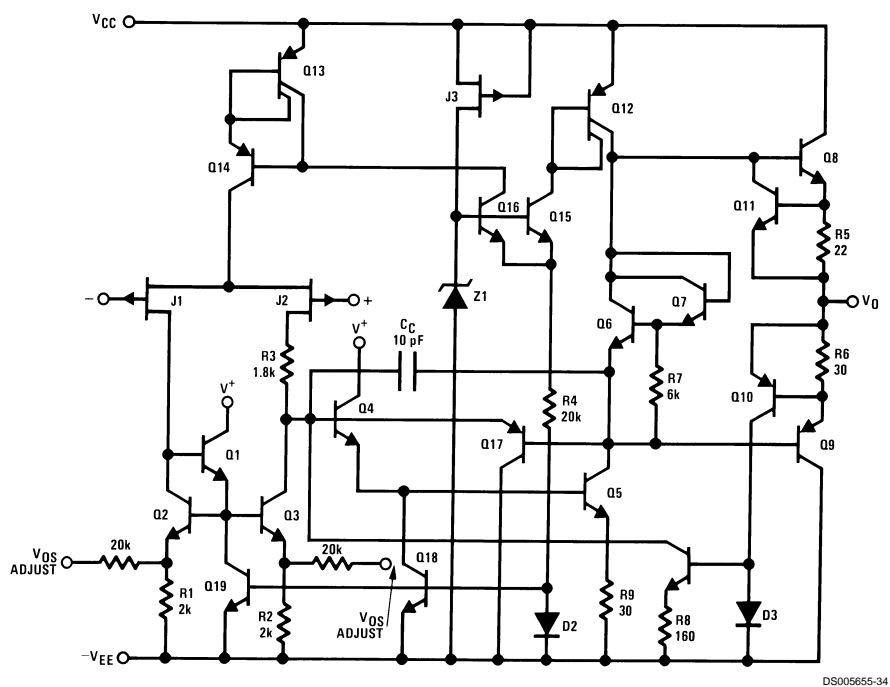 VCC
Q13
J3
Q12
Q14
Q8
Q16
Q15
Q11
R5
22
J1
J2
Z1
Q7
VO
Q6
V+
CC
10 pF
R3
1.8k
R6
30
R7
6k
Q10
V+
Q4
R4
20k
Q17
Q9
Q1
Q5
Q2
Q3
Q18
20k
20k
VOS
ADJUST
Q19
R1
2k
R2
2k
VOS
ADJUST
D2
R9
30
R8
160
D3
–VEE
DS005655-34
– +